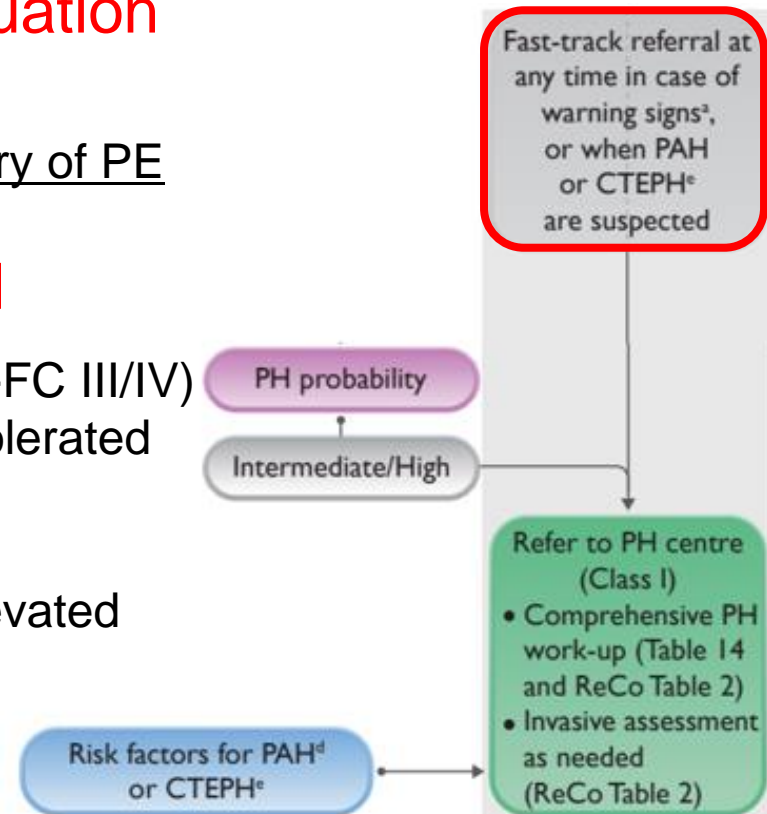 uation
ry of PE
FC III/IV)
lerated
evated
Fast-track referral at
any time in case of
warning signsᵃ,
or when PAH
or CTEPHᵉ
are suspected
PH probability
Intermediate/High
Refer to PH centre
(Class I)
• Comprehensive PH
work-up (Table 14
and ReCo Table 2)
• Invasive assessment
as needed
(ReCo Table 2)
Risk factors for PAHᵈ
or CTEPHᵉ